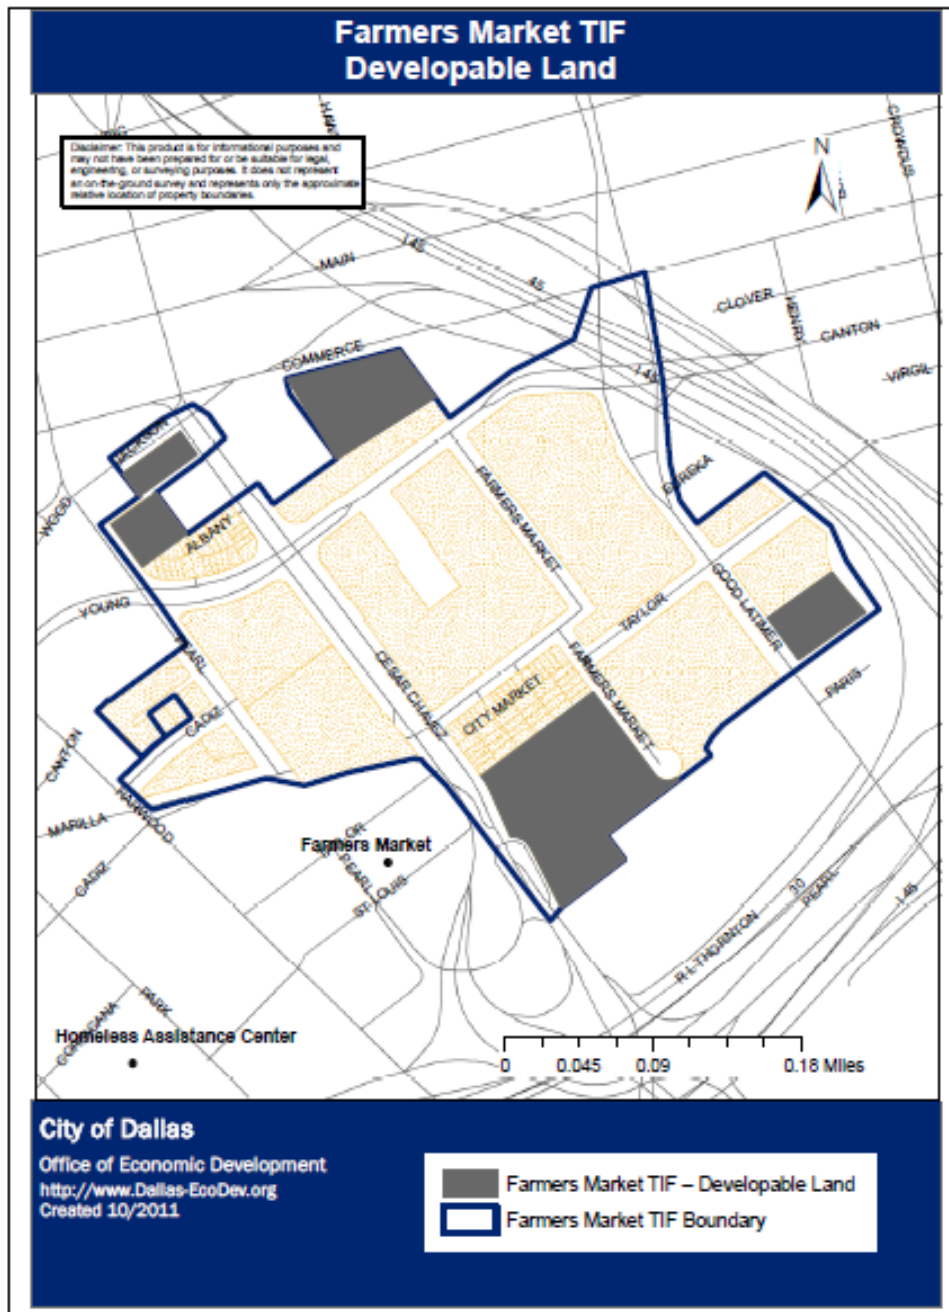 Farmers Market TIF
Developable Land
Disclaimer: This product is for informational purposes and
may not have been prepared for or be suitable for legal,
engineering, or surveying purposes. It does not represent
an on-the-ground survey and represents only the approximate
relative location of property boundaries.
N
CROWDUS
MAIN
I 45
45
CLOVER
HENRY
CANTON
VIRGIL
COMMERCE
I 45
JACKSON
WOOD
ALBANY
FARMERS MARKET
EUREKA
YOUNG
GOOD LATIMER
TAYLOR
PEARL
CESAR CHAVEZ
FARMERS MARKET
PARIS
CITY MARKET
CADIZ
CANTON
HARWOOD
MARILLA
Farmers Market
CADIZ
PEARL
ST. LOUIS
30
PEARL
I 45
R L THORNTON
PARK
CORSICANA
Homeless Assistance Center
0 0.045 0.09 0.18 Miles
City of Dallas
Office of Economic Development
http://www.Dallas-EcoDev.org
Created 10/2011
Farmers Market TIF – Developable Land
Farmers Market TIF Boundary